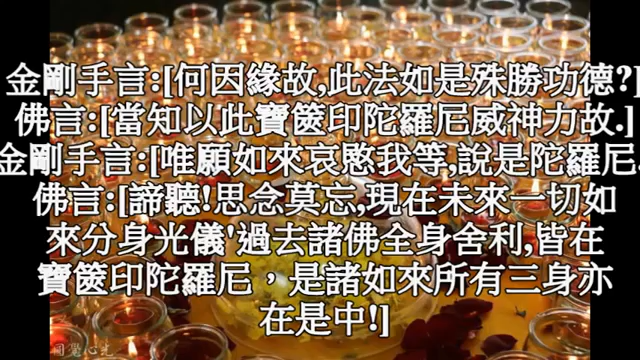 金剛手言:[何因緣故,此法如是殊勝功德?]
佛言:[當知以此寶篋印陀羅尼威神力故.]
金剛手言:[唯願如來哀愍我等,說是陀羅尼.
佛言:[諦聽!思念莫忘,現在未來一切如
來分身光儀'過去諸佛全身舍利,皆在
寶篋印陀羅尼，是諸如來所有三身亦
在是中!]
圓覺心光